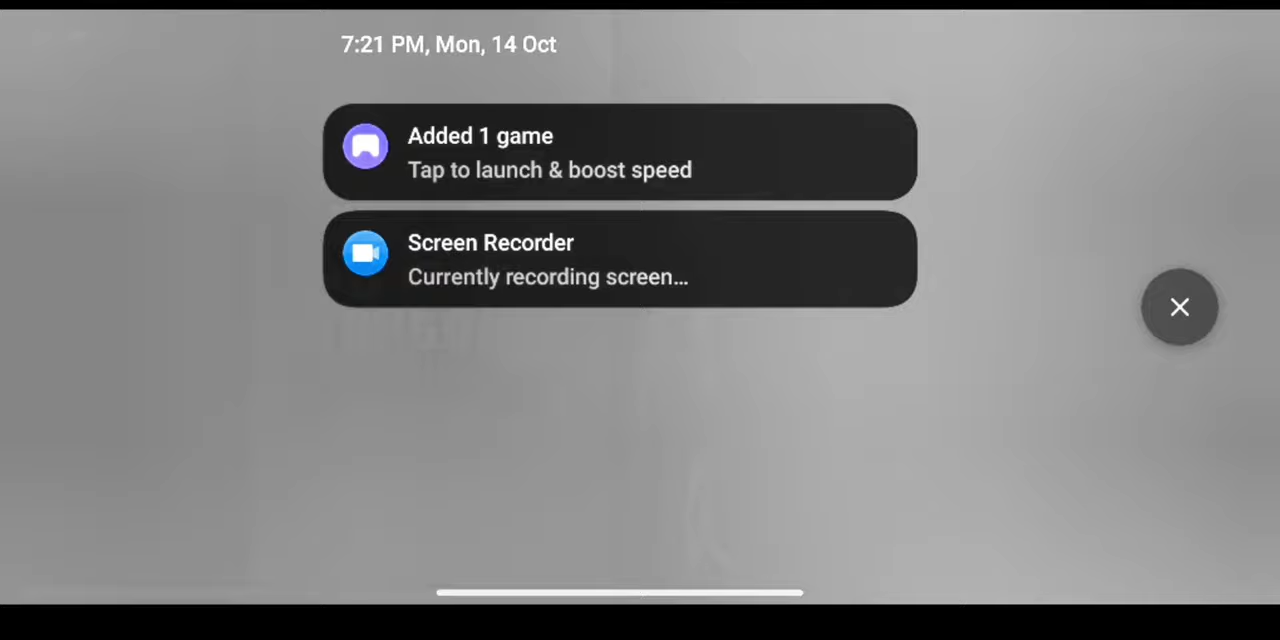 7:21 PM, Mon, 14 Oct
Added 1 game
Tap to launch & boost speed
Screen Recorder
Currently recording screen…